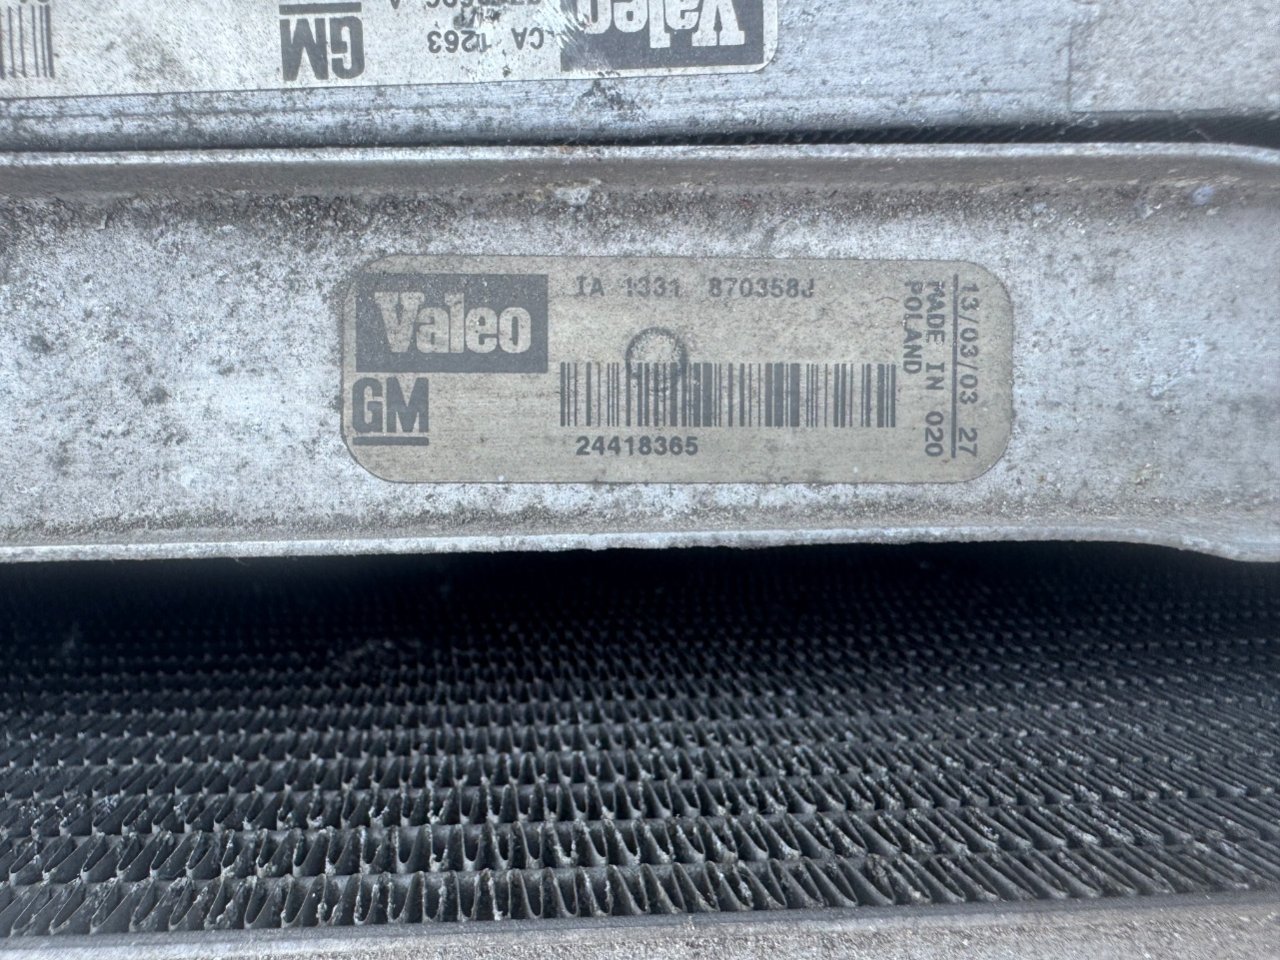 Valeo
GM
CA 1263
Valeo
GM
IA 1331 870358J
24418365
13/03/03 27
MADE IN 020
POLAND